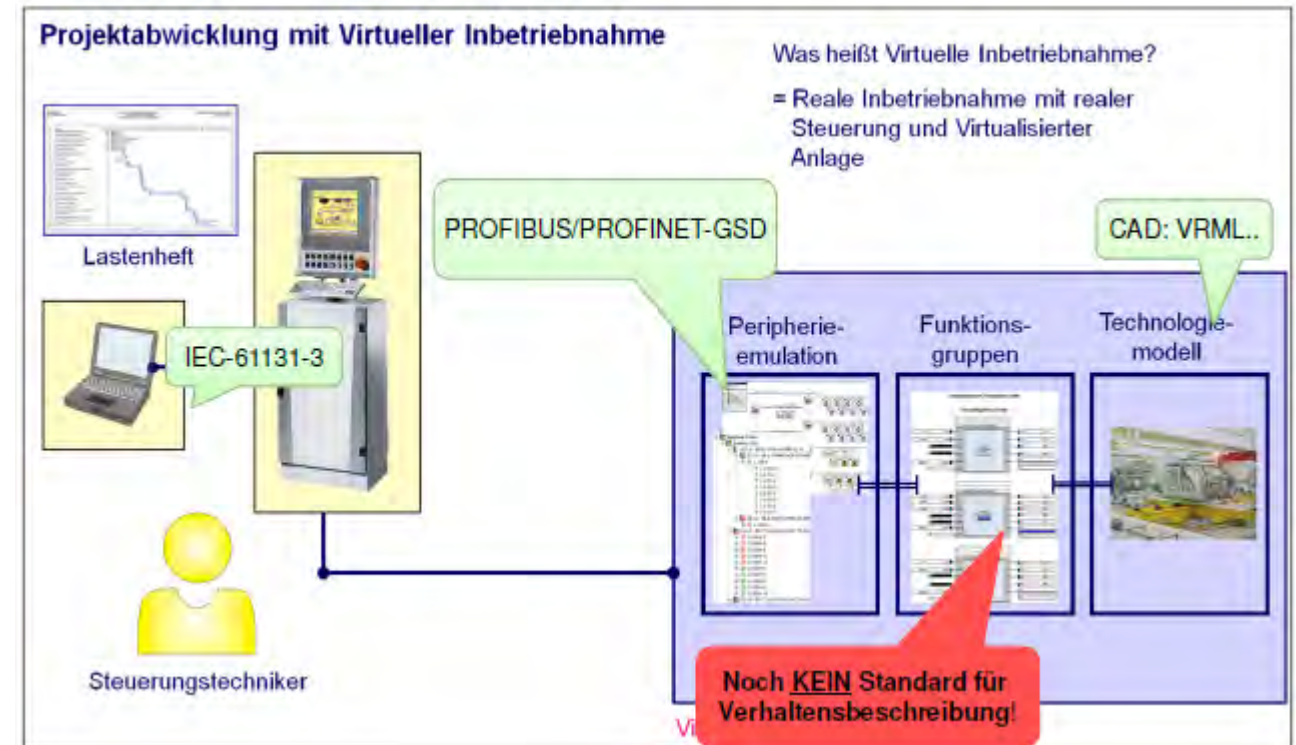 Projektabwicklung mit Virtueller Inbetriebnahme
Was heißt Virtuelle Inbetriebnahme?
= Reale Inbetriebnahme mit realer
Steuerung und Virtualisierter
Anlage
Lastenheft
PROFIBUS/PROFINET-GSD
CAD: VRML..
IEC-61131-3
Peripherie-
emulation
Funktions-
gruppen
Technologie-
modell
Steuerungstechniker
Noch KEIN Standard für
Verhaltensbeschreibung!